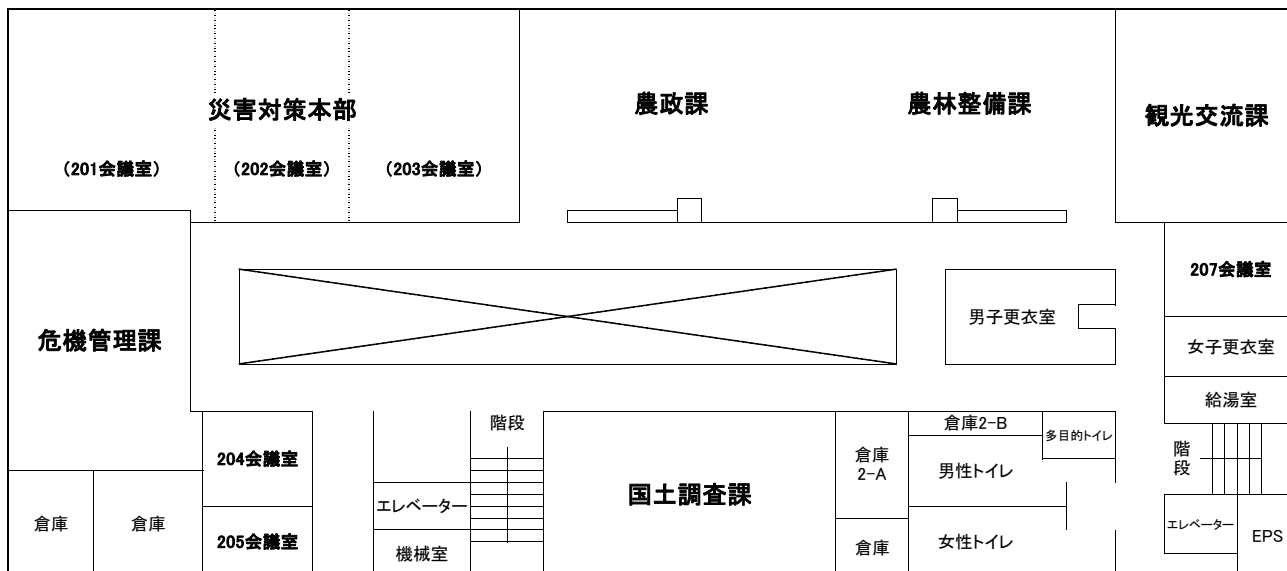 災害対策本部
農政課
農林整備課
観光交流課
(201会議室)
(202会議室)
(203会議室)
207会議室
男子更衣室
危機管理課
女子更衣室
給湯室
階段
倉庫2-B
多目的トイレ
204会議室
倉庫
2-A
男性トイレ
階
段
国土調査課
エレベーター
倉庫
倉庫
205会議室
機械室
倉庫
女性トイレ
エレベーター
EPS